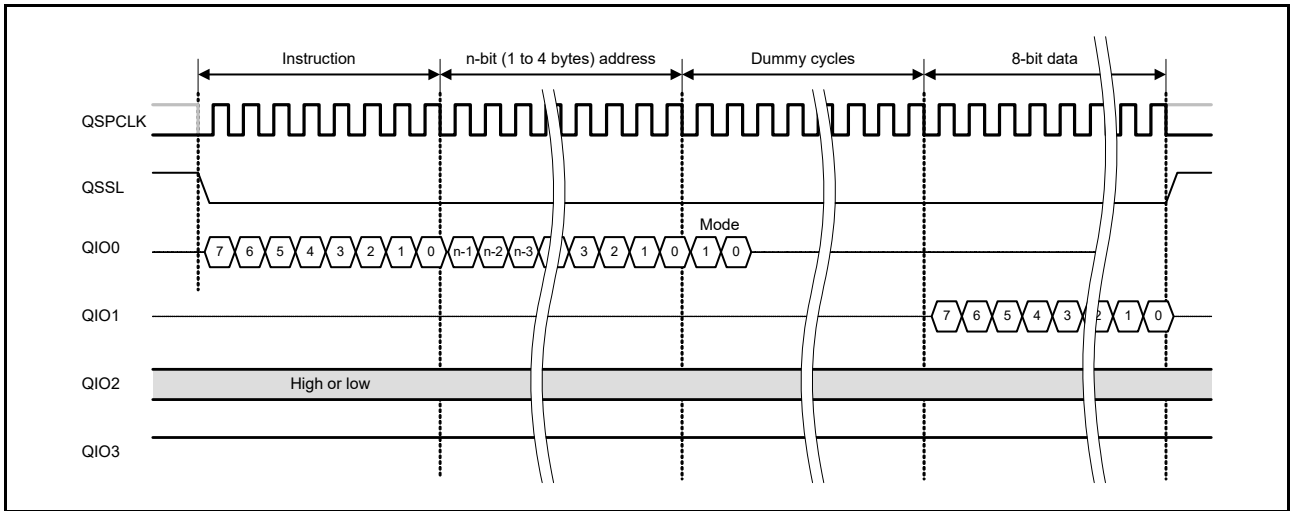 Instruction n-bit (1 to 4 bytes) address Dummy cycles 8-bit data
QSPCLK
QSSL
Mode
QIO0 7 6 5 4 3 2 1 0 n-1 n-2 n-3 3 2 1 0 1 0
QIO1 7 6 5 4 3 2 1 0
QIO2 High or low
QIO3